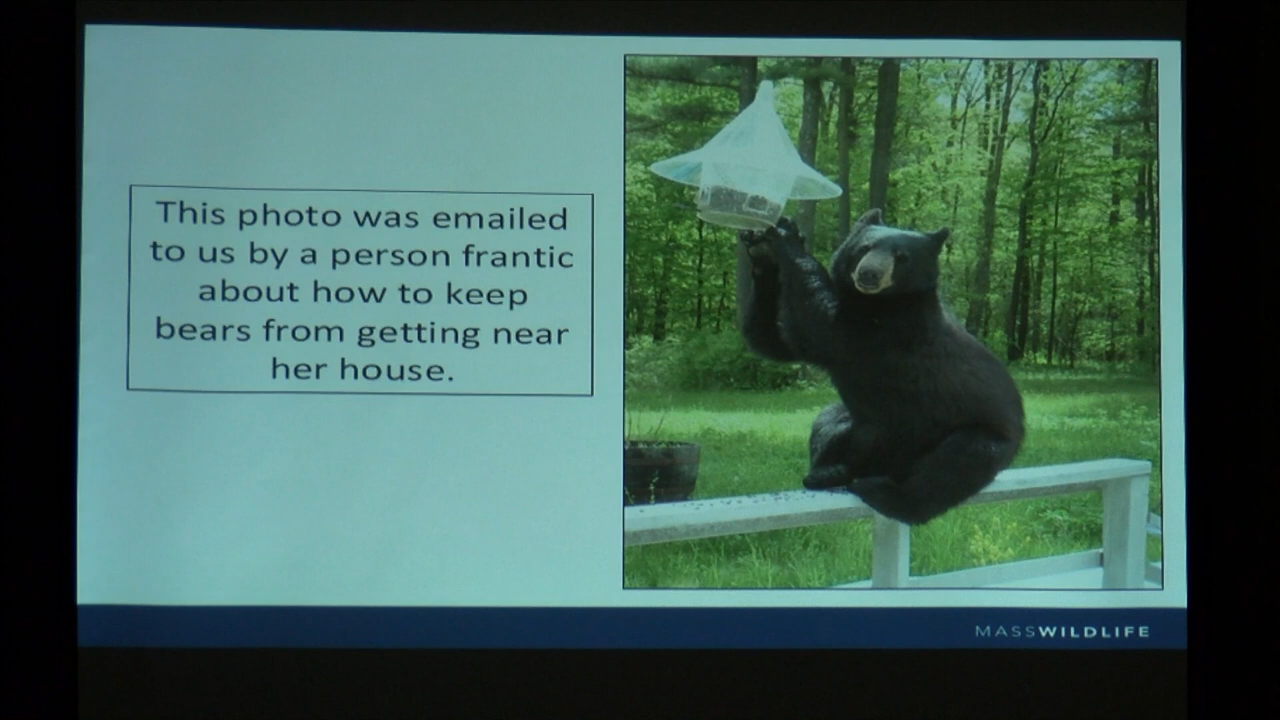 This photo was emailed
to us by a person frantic
about how to keep
bears from getting near
her house.
MASSWILDLIFE